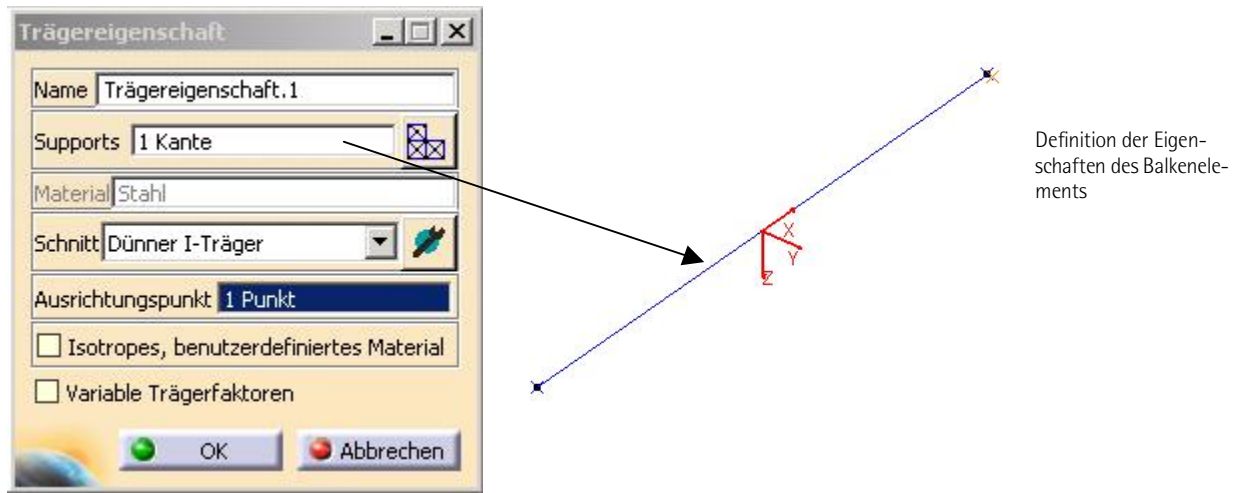 Trägereigenschaft
Name Trägereigenschaft.1
Supports 1 Kante
Material Stahl
Schnitt Dünner I-Träger
Ausrichtungspunkt 1 Punkt
Isotropes, benutzerdefiniertes Material
Variable Trägerfaktoren
OK Abbrechen
X
Y
Z
Definition der Eigen-
schaften des Balkenele-
ments